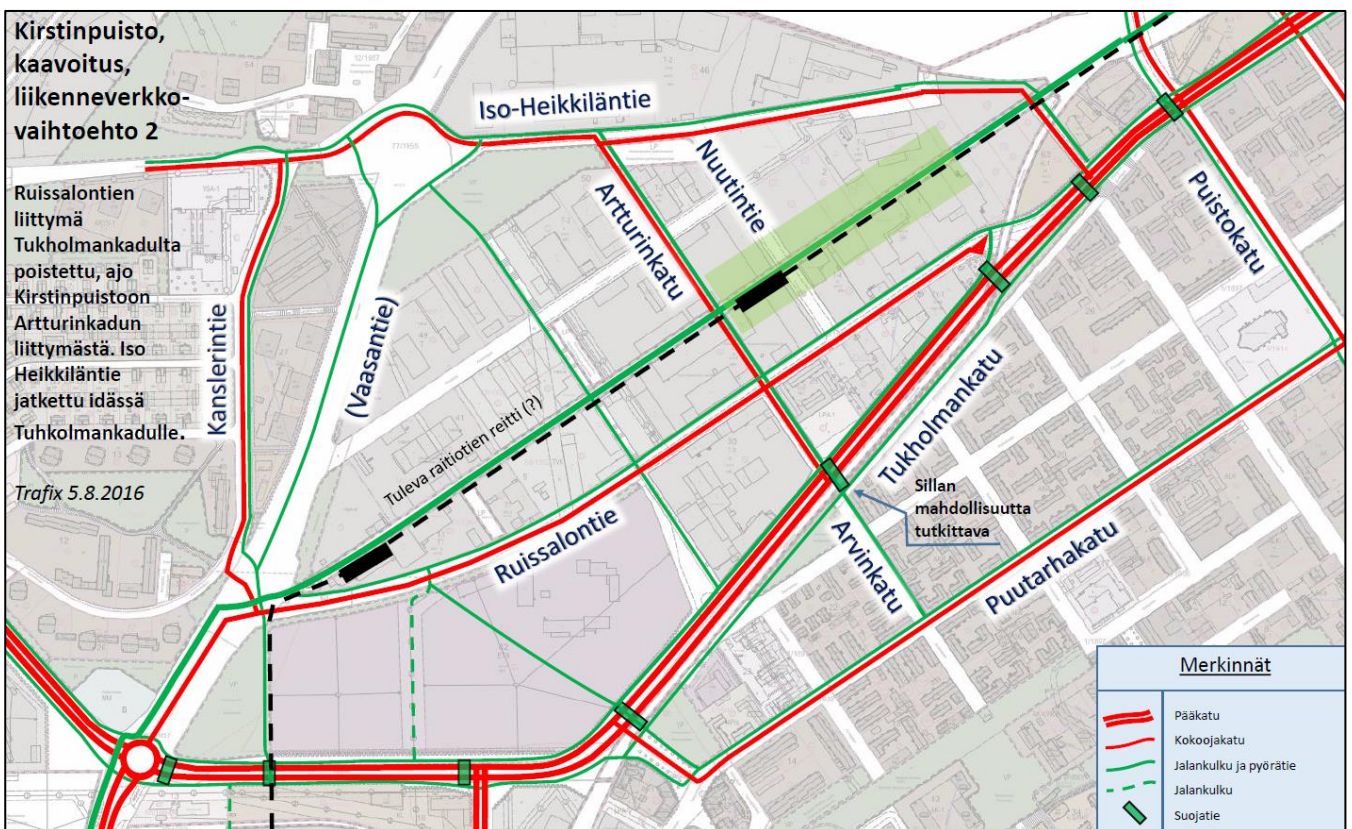 Kirstinpuisto,
kaavoitus,
liikenneverkko-
vaihtoehto 2
Ruissalontien
liittymä
Tukholmankadulta
poistettu, ajo
Kirstinpuistoon
Artturinkadun
liittymästä. Iso
Heikkiläntie
jatkettu idässä
Tuhkolmankadulle.
Trafix 5.8.2016
Iso-Heikkiläntie
Nuutintie
Artturinkatu
Puistokatu
Kanslerintie
(Vaasantie)
Tuleva raitiotien reitti (?)
Ruissalontie
Tukholmankatu
Sillan
mahdollisuutta
tutkittava
Arvinkatu
Puutarhakatu
Merkinnät
Pääkatu
Kokoojakatu
Jalankulku ja pyörätie
Jalankulku
Suojatie